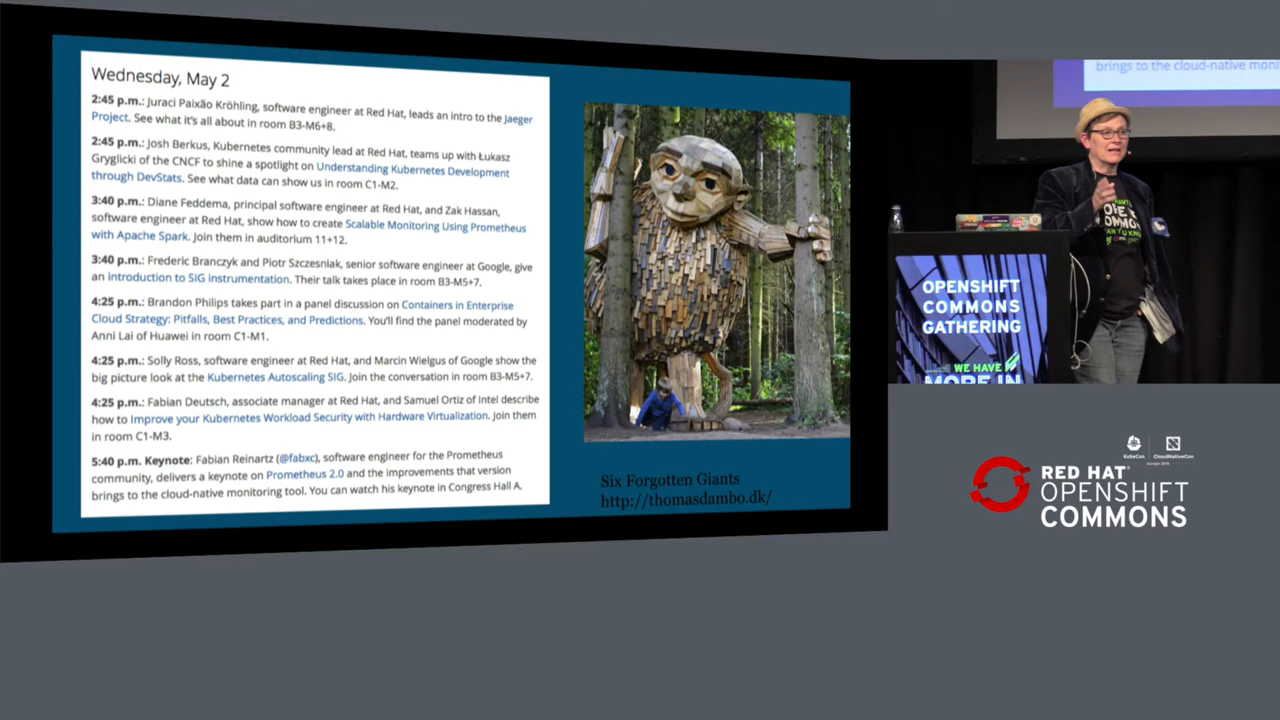 Wednesday, May 2
2:45 p.m.: Juraci Paixão Kröhling, software engineer at Red Hat, leads an intro to the Jaeger
Project. See what it's all about in room B3-M6+8.
2:45 p.m.: Josh Berkus, Kubernetes community lead at Red Hat, teams up with Łukasz
Gryglicki of the CNCF to shine a spotlight on Understanding Kubernetes Development
through DevStats. See what data can show us in room C1-M2.
3:40 p.m.: Diane Feddema, principal software engineer at Red Hat, and Zak Hassan,
software engineer at Red Hat, show how to create Scalable Monitoring Using Prometheus
with Apache Spark. Join them in auditorium 11+12.
3:40 p.m.: Frederic Branczyk and Piotr Szczesniak, senior software engineer at Google, give
an introduction to SIG instrumentation. Their talk takes place in room B3-M5+7.
4:25 p.m.: Brandon Philips takes part in a panel discussion on Containers in Enterprise
Cloud Strategy: Pitfalls, Best Practices, and Predictions. You'll find the panel moderated by
Anni Lai of Huawei in room C1-M1.
4:25 p.m.: Solly Ross, software engineer at Red Hat, and Marcin Wielgus of Google show the
big picture look at the Kubernetes Autoscaling SIG. Join the conversation in room B3-M5+7.
4:25 p.m.: Fabian Deutsch, associate manager at Red Hat, and Samuel Ortiz of Intel describe
how to Improve your Kubernetes Workload Security with Hardware Virtualization. Join them
in room C1-M3.
5:40 p.m. Keynote: Fabian Reinartz (@fabxc), software engineer for the Prometheus
community, delivers a keynote on Prometheus 2.0 and the improvements that version
brings to the cloud-native monitoring tool. You can watch his keynote in Congress Hall A.
Six Forgotten Giants
http://thomasdambo.dk/
brings to the cloud-native moni
OPENSHIFT
COMMONS
GATHERING
WE HAVE
MORE IN
KubeCon
CloudNativeCon
Europe 2018
RED HAT®
OPENSHIFT
COMMONS